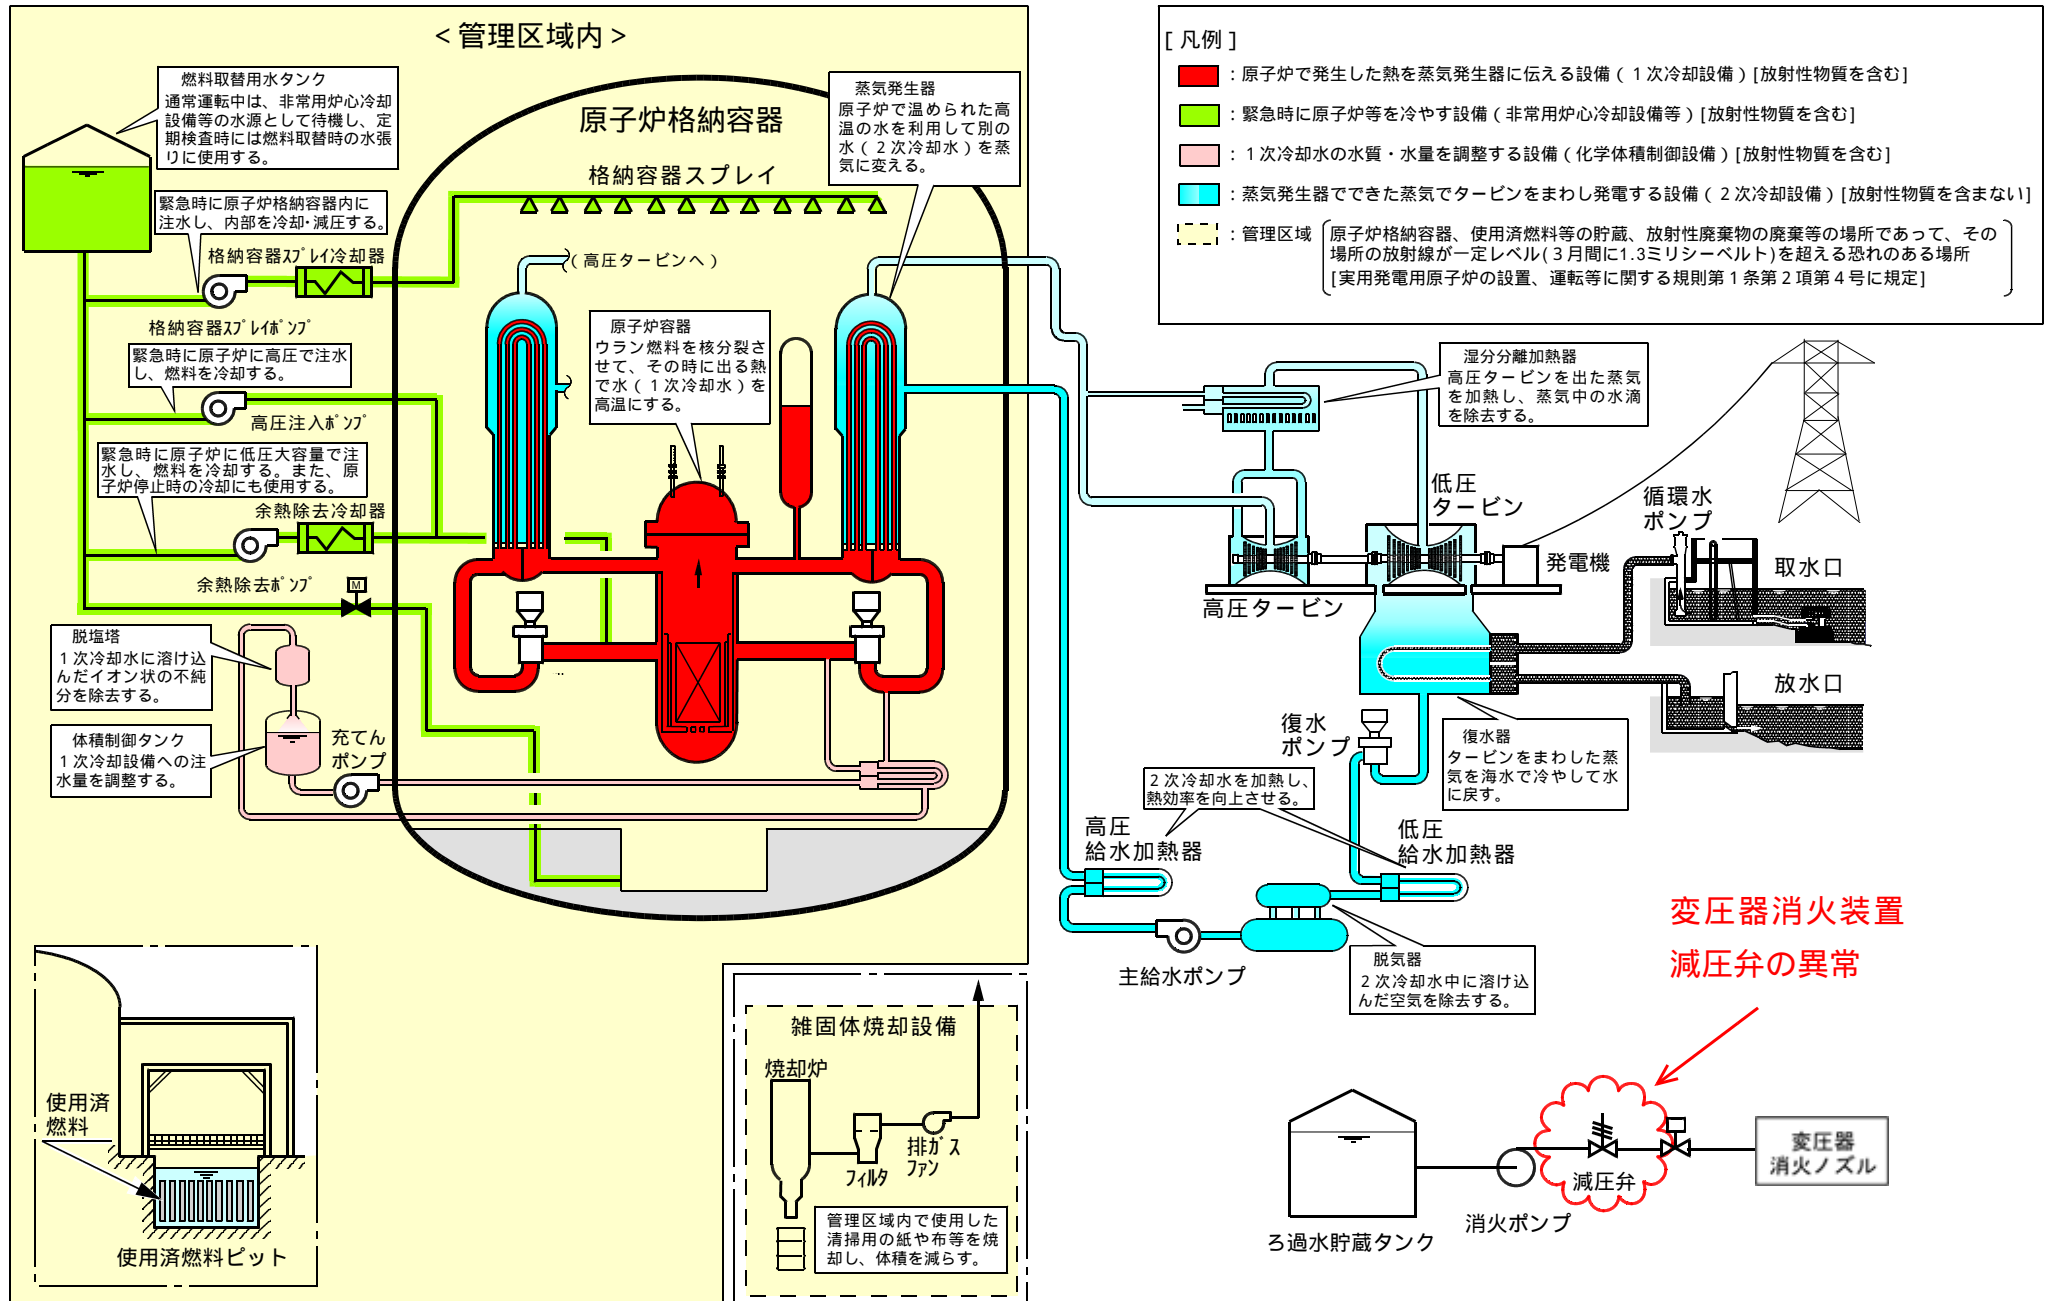 ＜管理区域内＞
燃料取替用水タンク
通常運転中は、非常用炉心冷却
設備等の水源として待機し、定
期検査時には燃料取替時の水張
りに使用する。
緊急時に原子炉格納容器内に
注水し、内部を冷却・減圧する。
格納容器ｽﾌﾟﾚｲ冷却器
格納容器ｽﾌﾟﾚｲﾎﾟﾝﾌﾟ
緊急時に原子炉に高圧で注水
し、燃料を冷却する。
高圧注入ﾎﾟﾝﾌﾟ
緊急時に原子炉に低圧大容量で注
水し、燃料を冷却する。また、原
子炉停止時の冷却にも使用する。
余熱除去冷却器
余熱除去ﾎﾟﾝﾌﾟ
M
脱塩塔
１次冷却水に溶け込
んだイオン状の不純
分を除去する。
体積制御タンク
１次冷却設備への注
水量を調整する。
充てん
ポンプ
原子炉格納容器
格納容器スプレイ
蒸気発生器
原子炉で温められた高
温の水を利用して別の
水（２次冷却水）を蒸
気に変える。
（高圧タービンへ）
原子炉容器
ウラン燃料を核分裂さ
せて、その時に出る熱
で水（１次冷却水）を
高温にする。
使用済
燃料
使用済燃料ピット
雑固体焼却設備
焼却炉
フィルタ
排ｶﾞｽ
ファン
管理区域内で使用した
清掃用の紙や布等を焼
却し、体積を減らす。
[ 凡例 ]
：原子炉で発生した熱を蒸気発生器に伝える設備（１次冷却設備）[放射性物質を含む]
：緊急時に原子炉等を冷やす設備（非常用炉心冷却設備等）[放射性物質を含む]
：１次冷却水の水質・水量を調整する設備（化学体積制御設備）[放射性物質を含む]
：蒸気発生器でできた蒸気でタービンをまわし発電する設備（２次冷却設備）[放射性物質を含まない]
：管理区域
原子炉格納容器、使用済燃料等の貯蔵、放射性廃棄物の廃棄等の場所であって、その
場所の放射線が一定レベル(３月間に1.3ミリシーベルト)を超える恐れのある場所
[実用発電用原子炉の設置、運転等に関する規則第１条第２項第４号に規定]
湿分分離加熱器
高圧タービンを出た蒸気
を加熱し、蒸気中の水滴
を除去する。
低圧
タービン
高圧タービン
発電機
循環水
ポンプ
取水口
放水口
復水
ポンプ
復水器
タービンをまわした蒸
気を海水で冷やして水
に戻す。
２次冷却水を加熱し、
熱効率を向上させる。
高圧
給水加熱器
低圧
給水加熱器
主給水ポンプ
脱気器
２次冷却水中に溶け込
んだ空気を除去する。
変圧器消火装置
減圧弁の異常
減圧弁
変圧器
消火ノズル
消火ポンプ
ろ過水貯蔵タンク